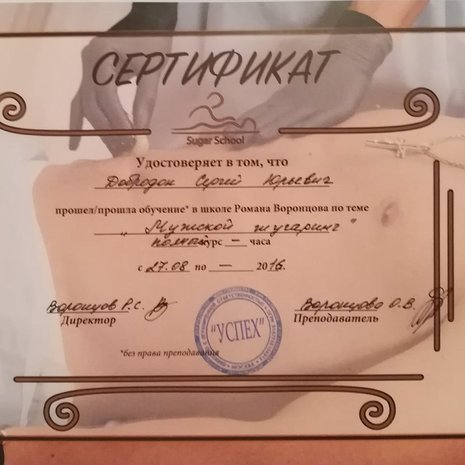 СЕРТИФИКАТ
Sugar School
Удостоверяет в том, что
Добродон Сергей Юрьевич
прошел/прошла обучение* в школе Романа Воронцова по теме
„Мужской шугаринг"
полный курс — часа
с 27.08 по — 2016.
Воронцов Р.С.
Директор
Воронцова О.В.
Преподаватель
"УСПЕХ"
*без права преподавания